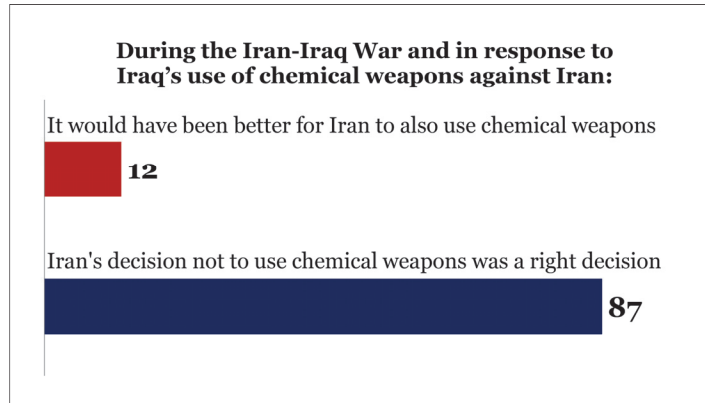 During the Iran-Iraq War and in response to
Iraq’s use of chemical weapons against Iran:
It would have been better for Iran to also use chemical weapons
12
Iran's decision not to use chemical weapons was a right decision
87